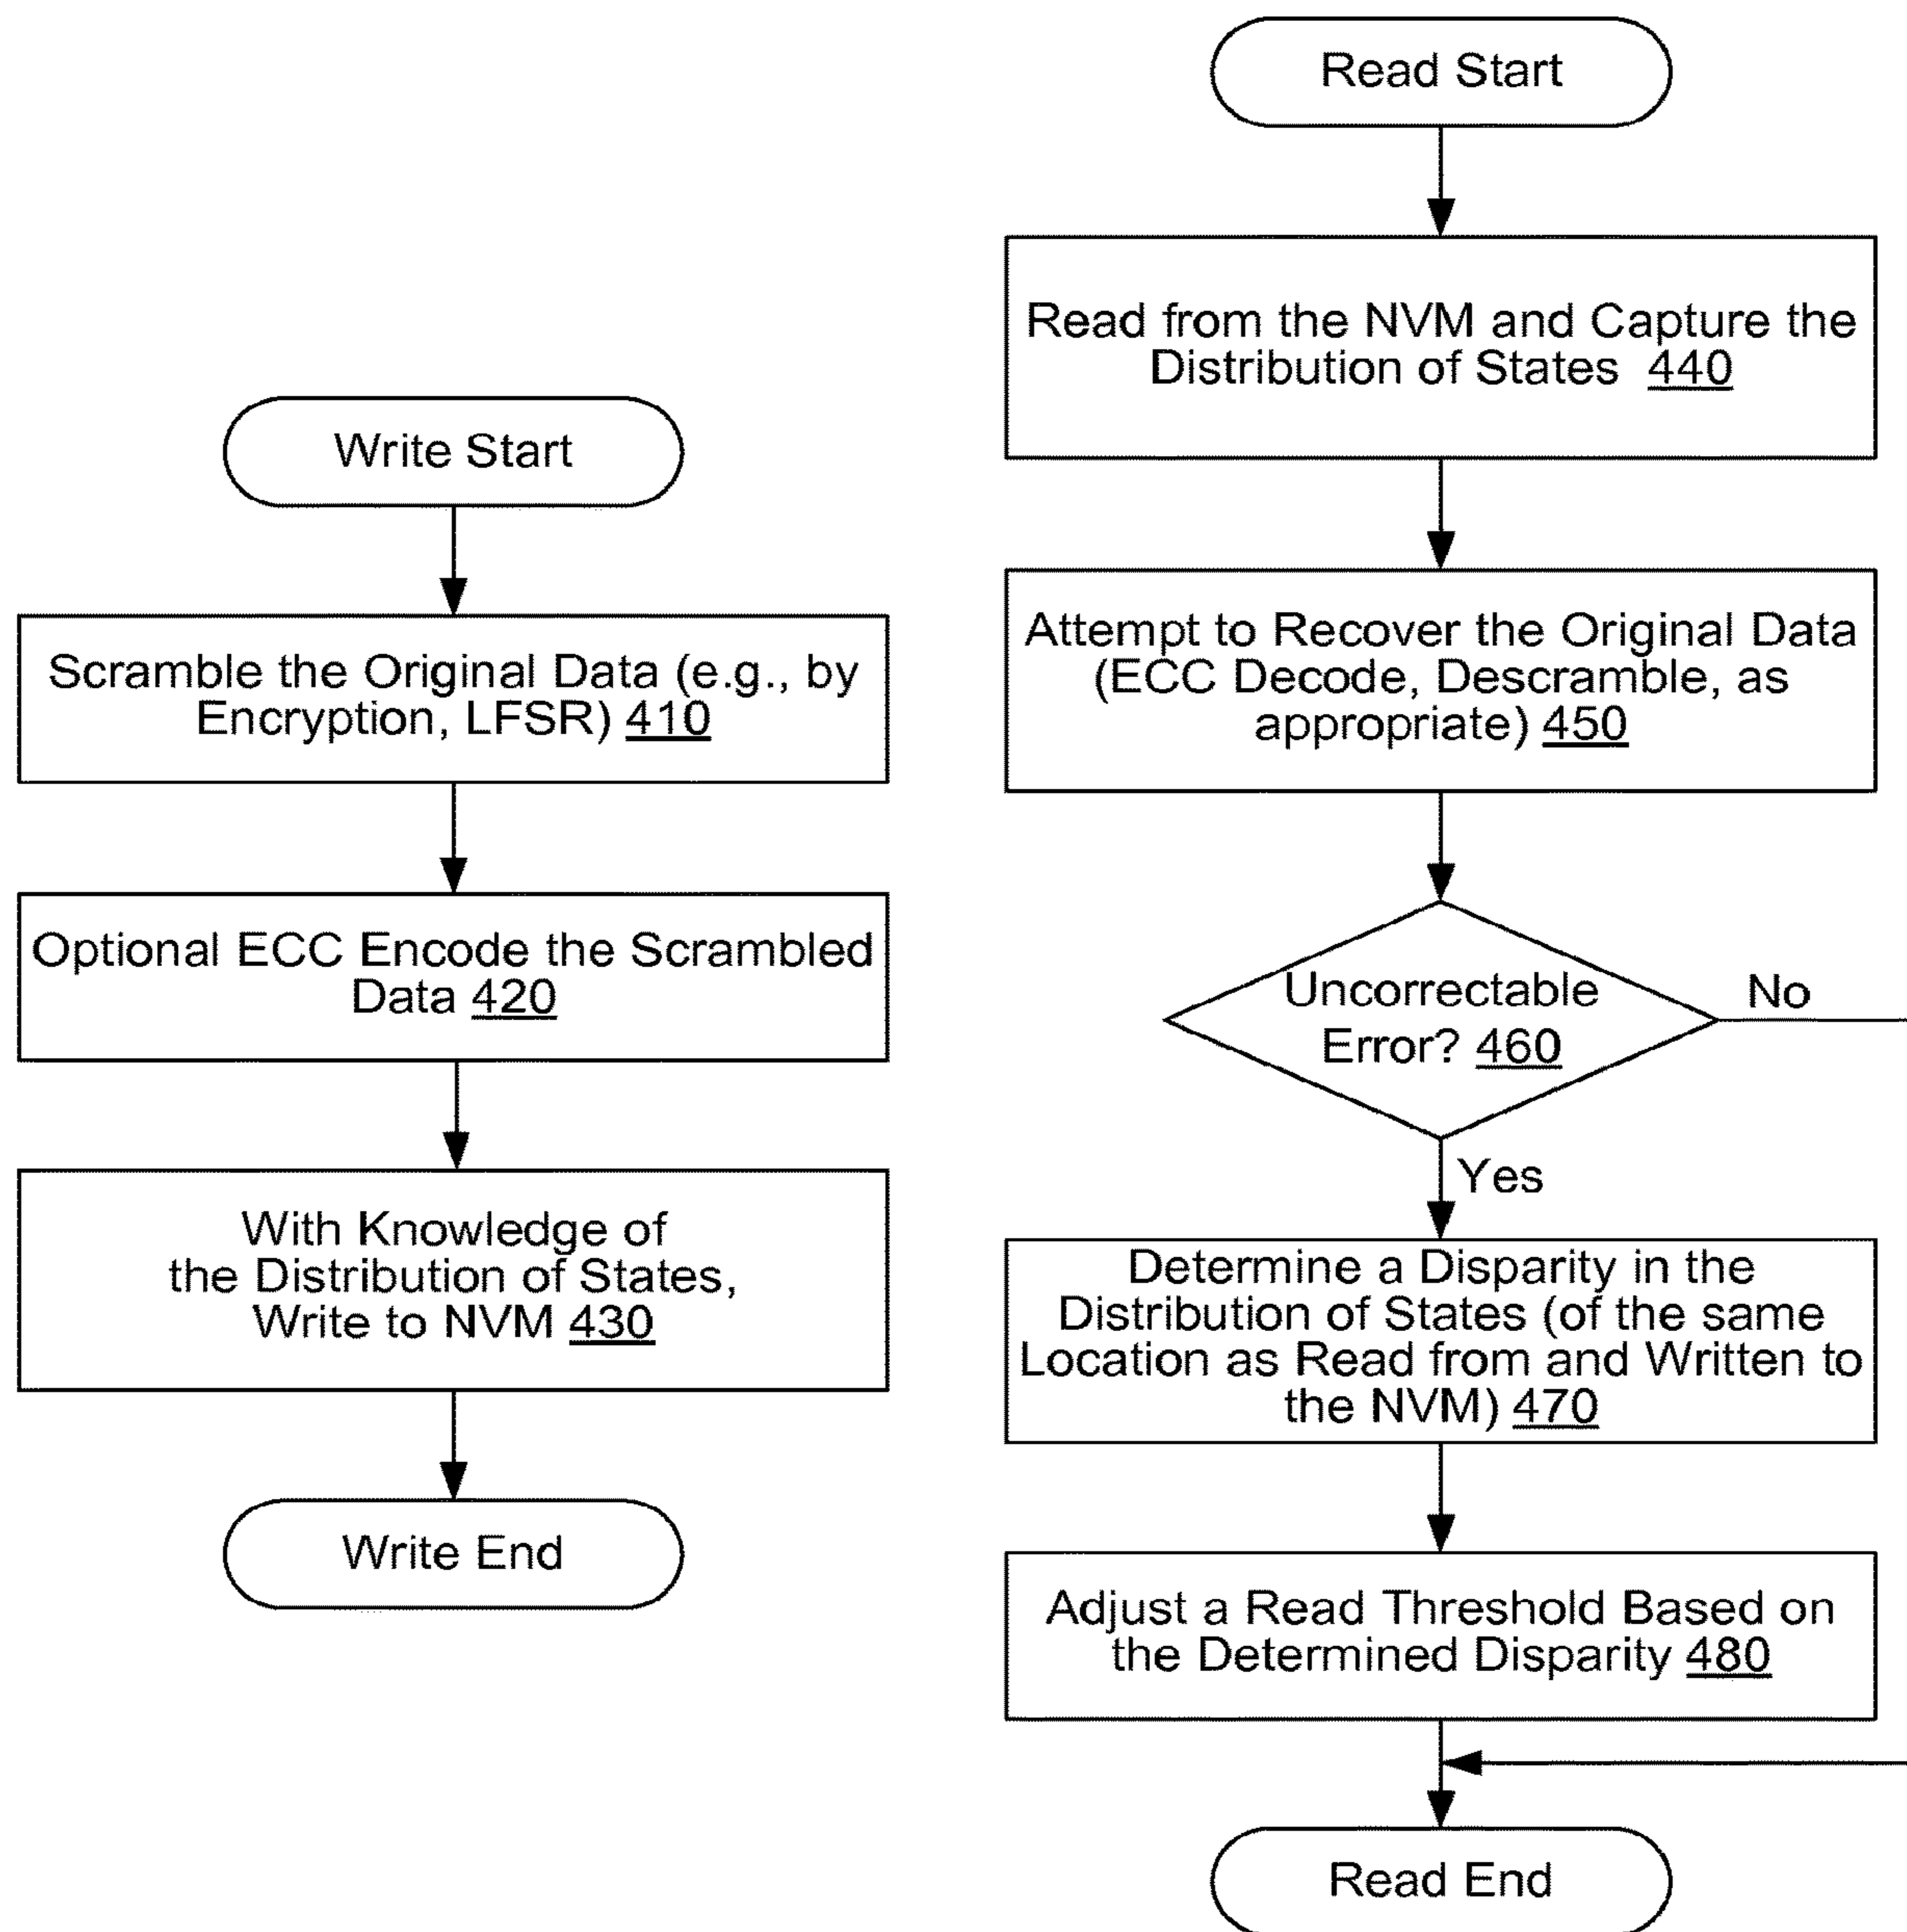 Write Start
Scramble the Original Data (e.g., by
Encryption, LFSR) 410
Optional ECC Encode the Scrambled
Data 420
With Knowledge of
the Distribution of States,
Write to NVM 430
Write End
Read Start
Read from the NVM and Capture the
Distribution of States 440
Attempt to Recover the Original Data
(ECC Decode, Descramble, as
appropriate) 450
Uncorrectable
Error? 460
No
Yes
Determine a Disparity in the
Distribution of States (of the same
Location as Read from and Written to
the NVM) 470
Adjust a Read Threshold Based on
the Determined Disparity 480
Read End